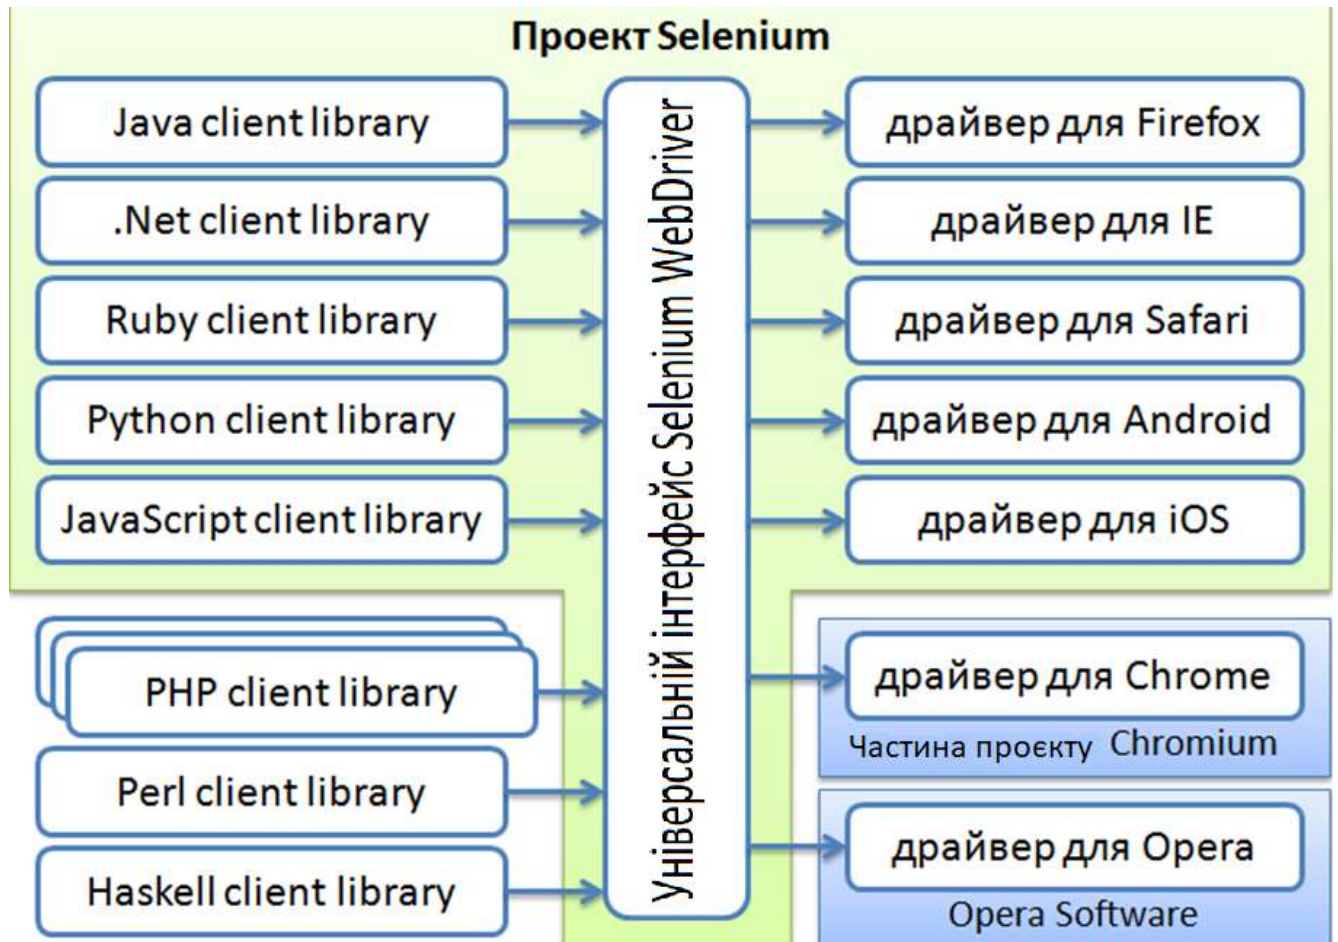 Проект Selenium
Java client library
.Net client library
Ruby client library
Python client library
JavaScript client library
PHP client library
Perl client library
Haskell client library
Універсальній інтерфейс Selenium WebDriver
драйвер для Firefox
драйвер для IE
драйвер для Safari
драйвер для Android
драйвер для iOS
драйвер для Chrome
Частина проєкту Chromium
драйвер для Opera
Opera Software